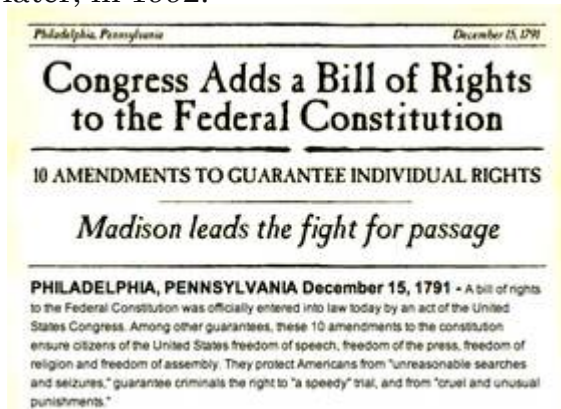 Philadelphia, Pennsylvania December 15, 1791
Congress Adds a Bill of Rights
to the Federal Constitution
10 AMENDMENTS TO GUARANTEE INDIVIDUAL RIGHTS
Madison leads the fight for passage
PHILADELPHIA, PENNSYLVANIA December 15, 1791 - A bill of rights
to the Federal Constitution was officially entered into law today by an act of the United
States Congress. Among other guarantees, these 10 amendments to the constitution
ensure citizens of the United States freedom of speech, freedom of the press, freedom of
religion and freedom of assembly. They protect Americans from "unreasonable searches
and seizures," guarantee criminals the right to "a speedy" trial, and from "cruel and unusual
punishments."